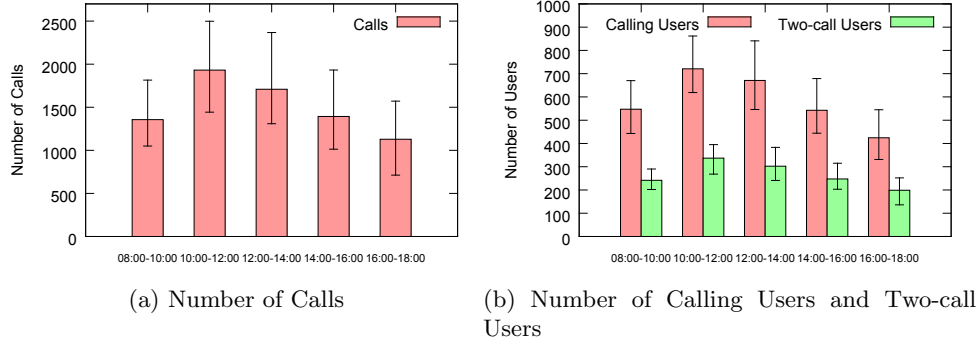 Number of Calls
2500
2000
1500
1000
500
0
Calls
08:00-10:00 10:00-12:00 12:00-14:00 14:00-16:00 16:00-18:00
(a) Number of Calls
Number of Users
1000
900
800
700
600
500
400
300
200
100
0
Calling Users Two-call Users
08:00-10:00 10:00-12:00 12:00-14:00 14:00-16:00 16:00-18:00
(b) Number of Calling Users and Two-call
Users